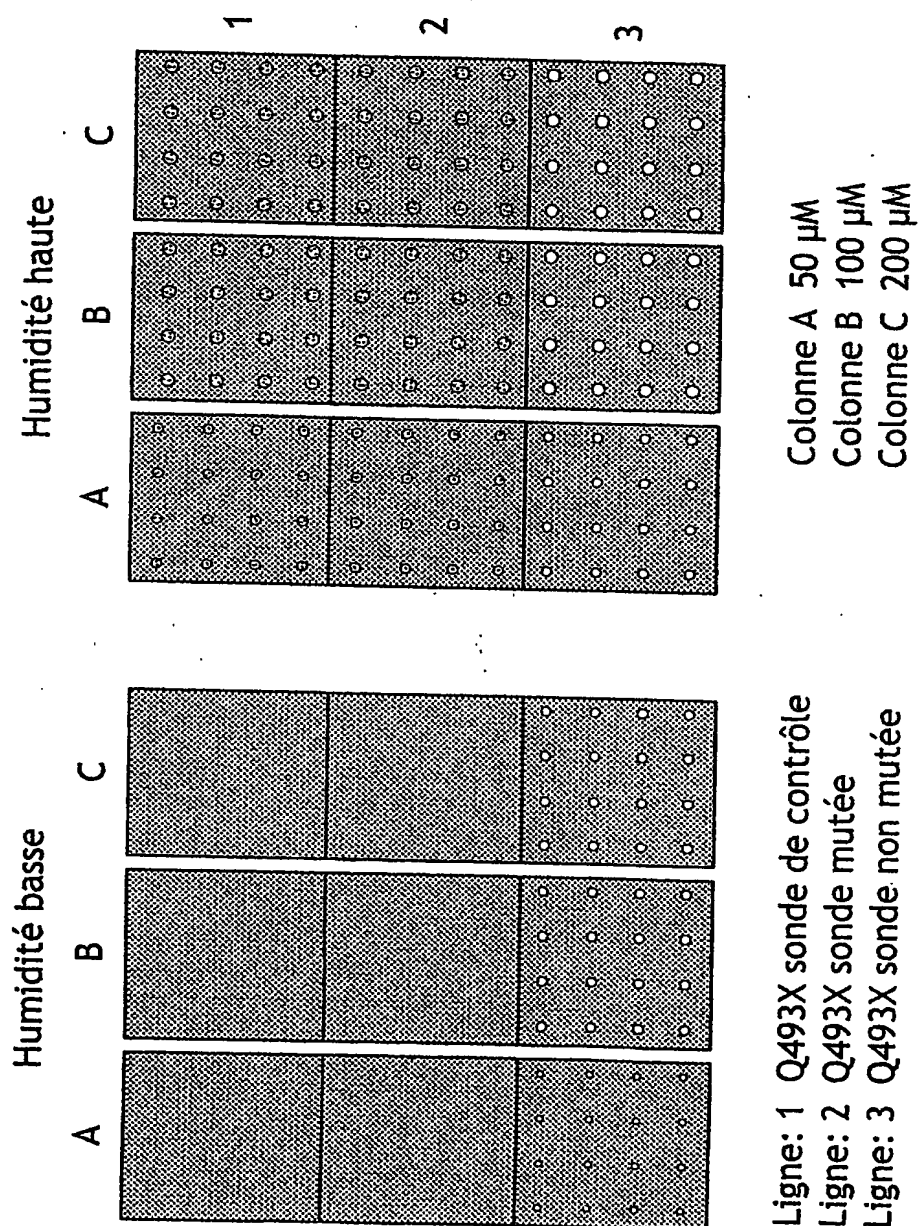 Humidité basse
A
B
C
Humidité haute
A
B
C
1
2
3
Ligne: 1 Q493X sonde de contrôle
Ligne: 2 Q493X sonde mutée
Ligne: 3 Q493X sonde non mutée
Colonne A 50 µM
Colonne B 100 µM
Colonne C 200 µM